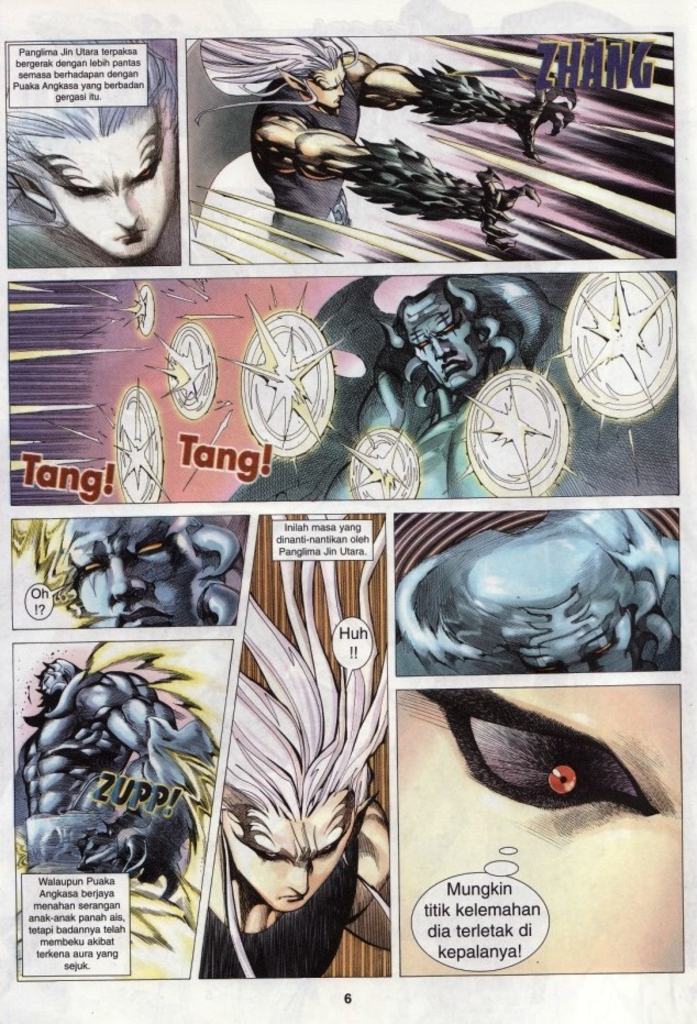 Panglima Jin Utara terpaksa
bergerak dengan lebih pantas
semasa berhadapan dengan
Puaka Angkasa yang berbadan
gergasi itu.
ZHANG
Tang!
Tang!
Oh
!?
Inilah masa yang
dinanti-nantikan oleh
Panglima Jin Utara.
Huh
!!
ZUPP!
Walaupun Puaka
Angkasa berjaya
menahan serangan
anak-anak panah ais,
tetapi badannya telah
membeku akibat
terkena aura yang
sejuk.
Mungkin
titik kelemahan
dia terletak di
kepalanya!
6